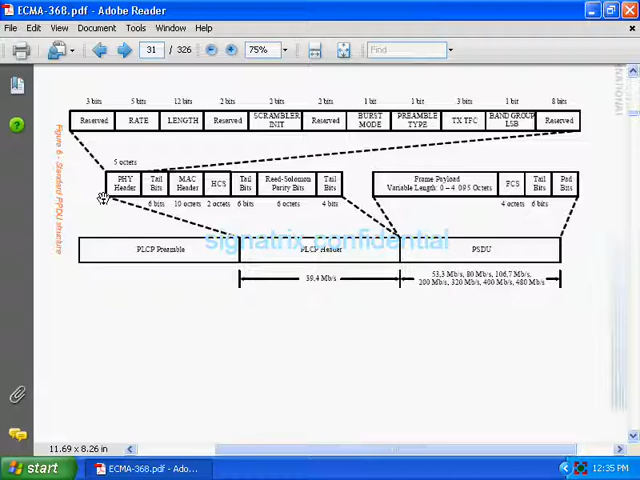 ECMA-368.pdf - Adobe Reader
File Edit View Document Tools Window Help
31 / 326 75% Find
3 bits 5 bits 12 bits 2 bits 2 bits 2 bits 1 bit 1 bit 3 bits 1 bit 8 bits
Reserved RATE LENGTH Reserved SCRAMBLER INIT Reserved BURST MODE PREAMBLE TYPE TX TFC BAND GROUP LSB Reserved
5 octets
PHY Header Tail Bits MAC Header HCS Tail Bits Reed-Solomon Parity Bits Tail Bits
Frame Payload
Variable Length: 0 – 4 095 Octets
FCS Tail Bits Pad Bits
6 bits 10 octets 2 octets 6 bits 6 octets 4 bits 4 octets 6 bits
PLCP Preamble PLCP Header PSDU
signatrix confidential
39.4 Mb/s
53,3 Mb/s, 80 Mb/s, 106,7 Mb/s,
200 Mb/s, 320 Mb/s, 400 Mb/s, 480 Mb/s
Figure 6 - Standard PPDU structure
NATIONAL
11.69 x 8.26 in
start ECMA-368.pdf - Ado... 12:35 PM